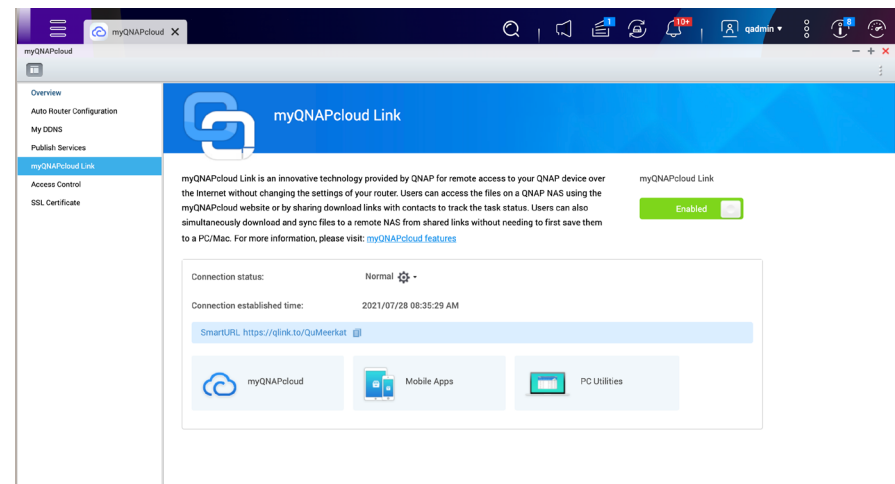 myQNAPcloud
1
10+
qadmin
8
myQNAPcloud
Overview
Auto Router Configuration
My DDNS
Publish Services
myQNAPcloud Link
Access Control
SSL Certificate
myQNAPcloud Link
myQNAPcloud Link is an innovative technology provided by QNAP for remote access to your QNAP device over
the Internet without changing the settings of your router. Users can access the files on a QNAP NAS using the
myQNAPcloud website or by sharing download links with contacts to track the task status. Users can also
simultaneously download and sync files to a remote NAS from shared links without needing to first save them
to a PC/Mac. For more information, please visit: myQNAPcloud features
myQNAPcloud Link
Enabled
Connection status: Normal
Connection established time: 2021/07/28 08:35:29 AM
SmartURL https://qlink.to/QuMeerkat
myQNAPcloud
Mobile Apps
PC Utilities